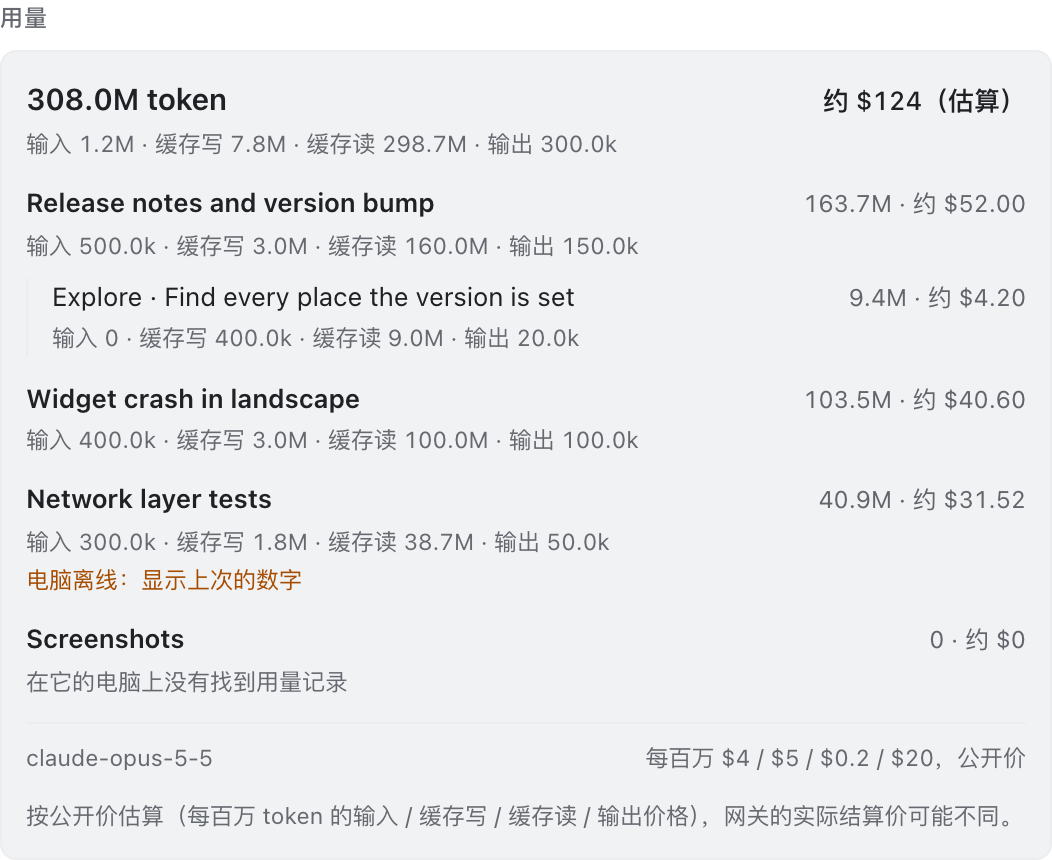 用量
308.0M token 约 $124（估算）
输入 1.2M · 缓存写 7.8M · 缓存读 298.7M · 输出 300.0k
Release notes and version bump 163.7M · 约 $52.00
输入 500.0k · 缓存写 3.0M · 缓存读 160.0M · 输出 150.0k
Explore · Find every place the version is set 9.4M · 约 $4.20
输入 0 · 缓存写 400.0k · 缓存读 9.0M · 输出 20.0k
Widget crash in landscape 103.5M · 约 $40.60
输入 400.0k · 缓存写 3.0M · 缓存读 100.0M · 输出 100.0k
Network layer tests 40.9M · 约 $31.52
输入 300.0k · 缓存写 1.8M · 缓存读 38.7M · 输出 50.0k
电脑离线：显示上次的数字
Screenshots 0 · 约 $0
在它的电脑上没有找到用量记录
claude-opus-5-5 每百万 $4 / $5 / $0.2 / $20，公开价
按公开价估算（每百万 token 的输入 / 缓存写 / 缓存读 / 输出价格），网关的实际结算价可能不同。